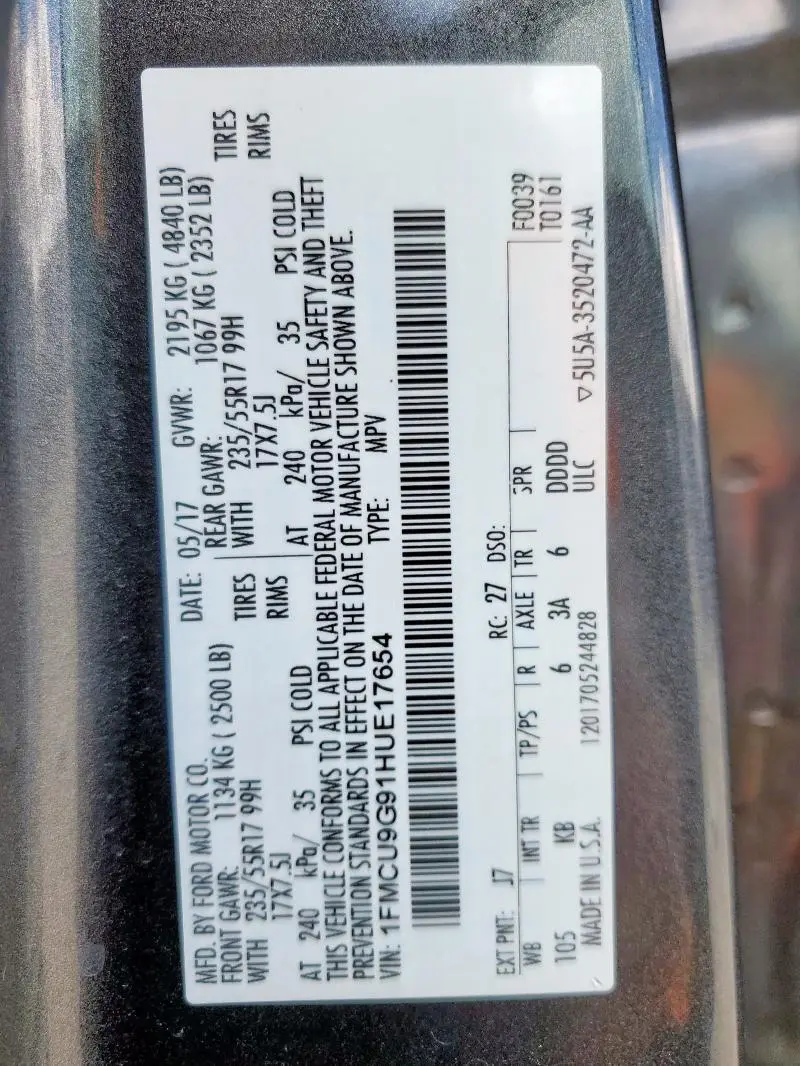 MFD. BY FORD MOTOR CO. DATE: 05/17 GVWR: 2195 KG ( 4840 LB)
FRONT GAWR: 1134 KG ( 2500 LB) REAR GAWR: 1067 KG ( 2352 LB)
WITH 235/55R17 99H TIRES WITH 235/55R17 99H TIRES
17X7.5J RIMS 17X7.5J RIMS
AT 240 kPa/ 35 PSI COLD AT 240 kPa/ 35 PSI COLD
THIS VEHICLE CONFORMS TO ALL APPLICABLE FEDERAL MOTOR VEHICLE SAFETY AND THEFT
PREVENTION STANDARDS IN EFFECT ON THE DATE OF MANUFACTURE SHOWN ABOVE.
VIN: 1FMCU9G91HUE17654 TYPE: MPV
EXT PNT: J7 RC: 27 DSO: F0039
WB INT TR TP/PS R AXLE TR SPR T0161
105 KB 6 3A 6 DDDD
MADE IN U.S.A. 1201705244828 ULC ▽5U5A-3520472-AA